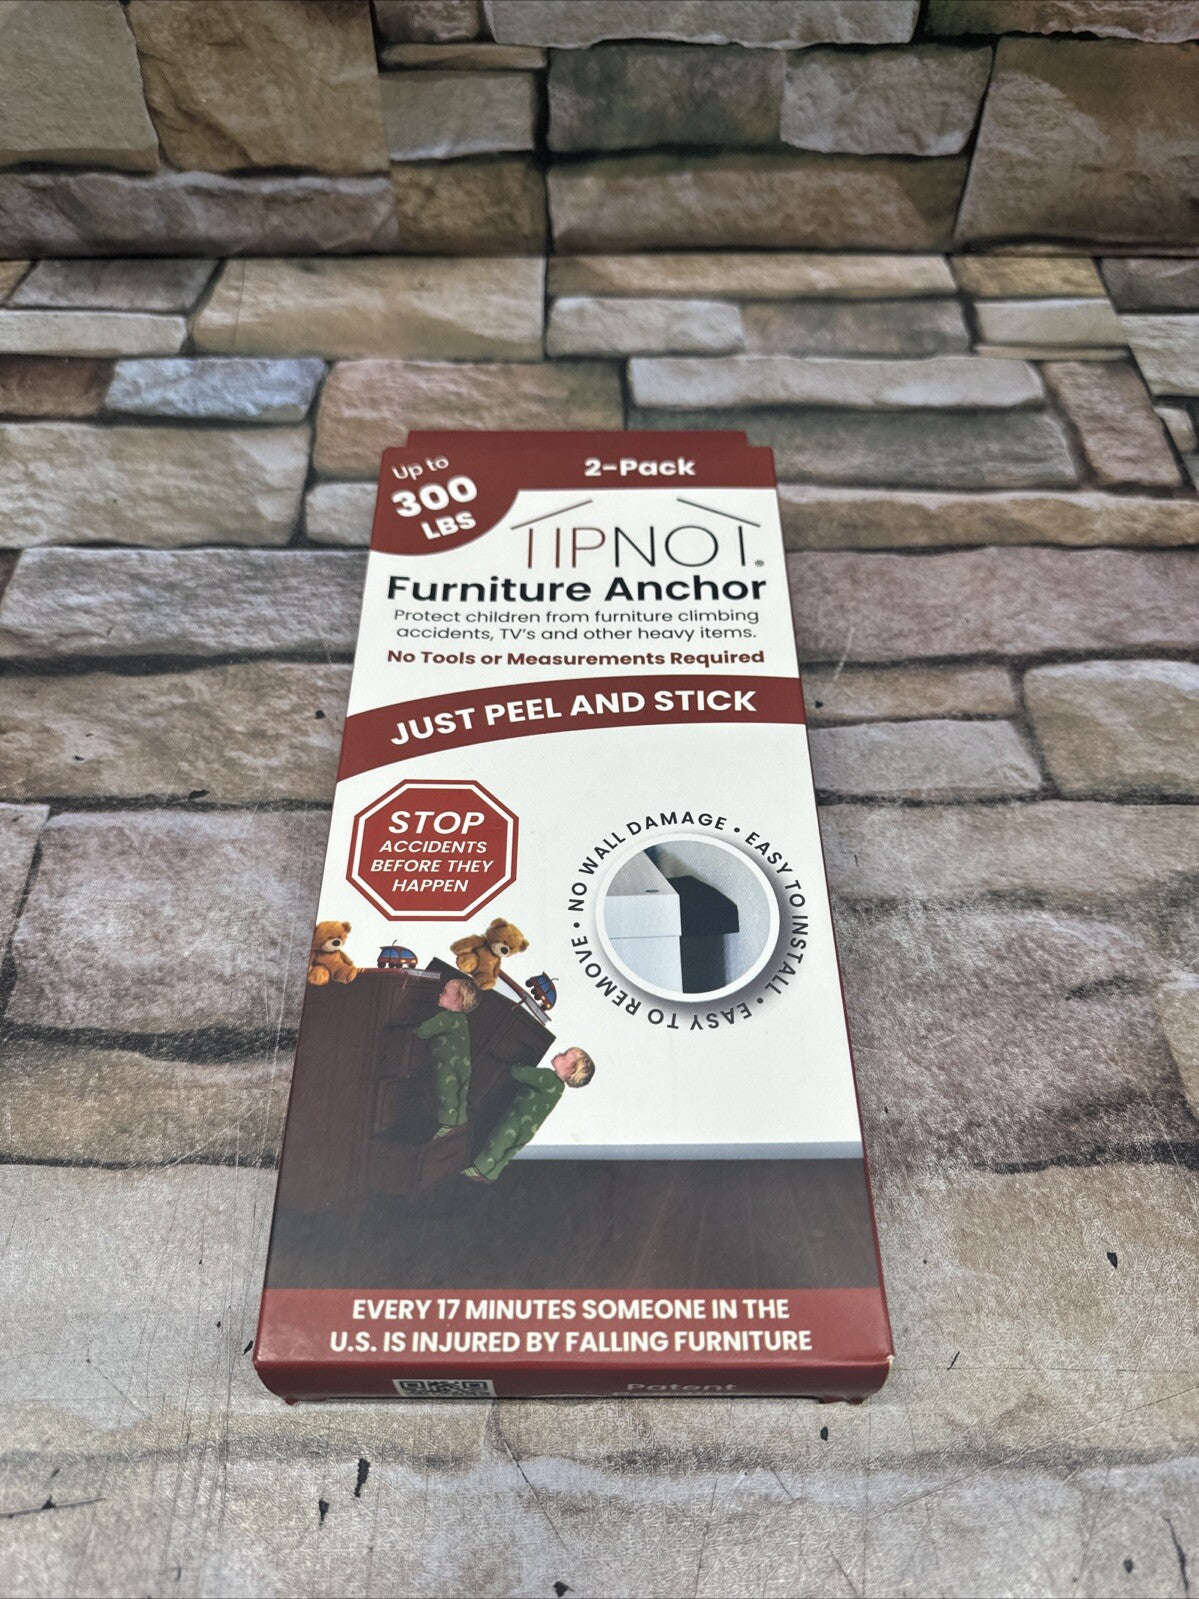 Up to
300
LBS
2-Pack
TIPNOT®
Furniture Anchor
Protect children from furniture climbing
accidents, TV's and other heavy items.
No Tools or Measurements Required
JUST PEEL AND STICK
STOP
ACCIDENTS
BEFORE THEY
HAPPEN
NO WALL DAMAGE • EASY TO INSTALL • EASY TO REMOVE •
EVERY 17 MINUTES SOMEONE IN THE
U.S. IS INJURED BY FALLING FURNITURE
Patent